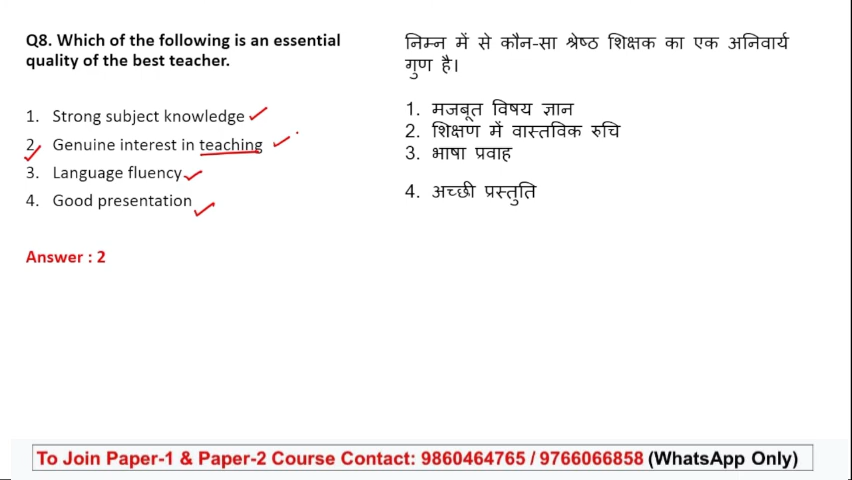 Q8. Which of the following is an essential
quality of the best teacher.
1. Strong subject knowledge
2. Genuine interest in teaching
3. Language fluency
4. Good presentation
Answer : 2
निम्न में से कौन-सा श्रेष्ठ शिक्षक का एक अनिवार्य
गुण है।
1. मजबूत विषय ज्ञान
2. शिक्षण में वास्तविक रुचि
3. भाषा प्रवाह
4. अच्छी प्रस्तुति
To Join Paper-1 & Paper-2 Course Contact: 9860464765 / 9766066858 (WhatsApp Only)